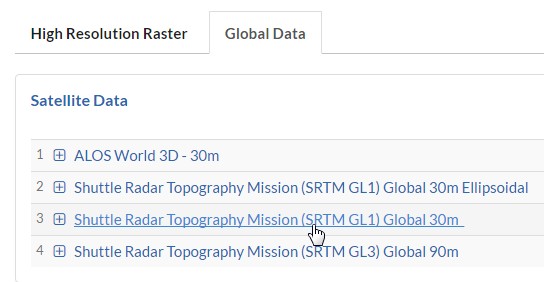 High Resolution Raster Global Data
Satellite Data
1 ALOS World 3D - 30m
2 Shuttle Radar Topography Mission (SRTM GL1) Global 30m Ellipsoidal
3 Shuttle Radar Topography Mission (SRTM GL1) Global 30m
4 Shuttle Radar Topography Mission (SRTM GL3) Global 90m